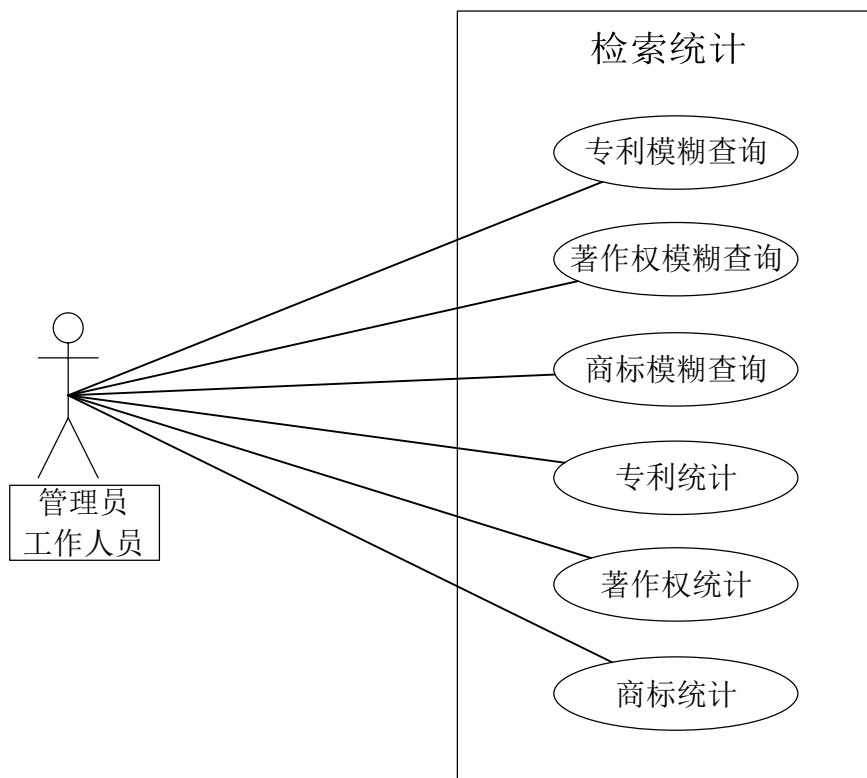 检索统计
专利模糊查询
著作权模糊查询
商标模糊查询
专利统计
著作权统计
商标统计
管理员
工作人员